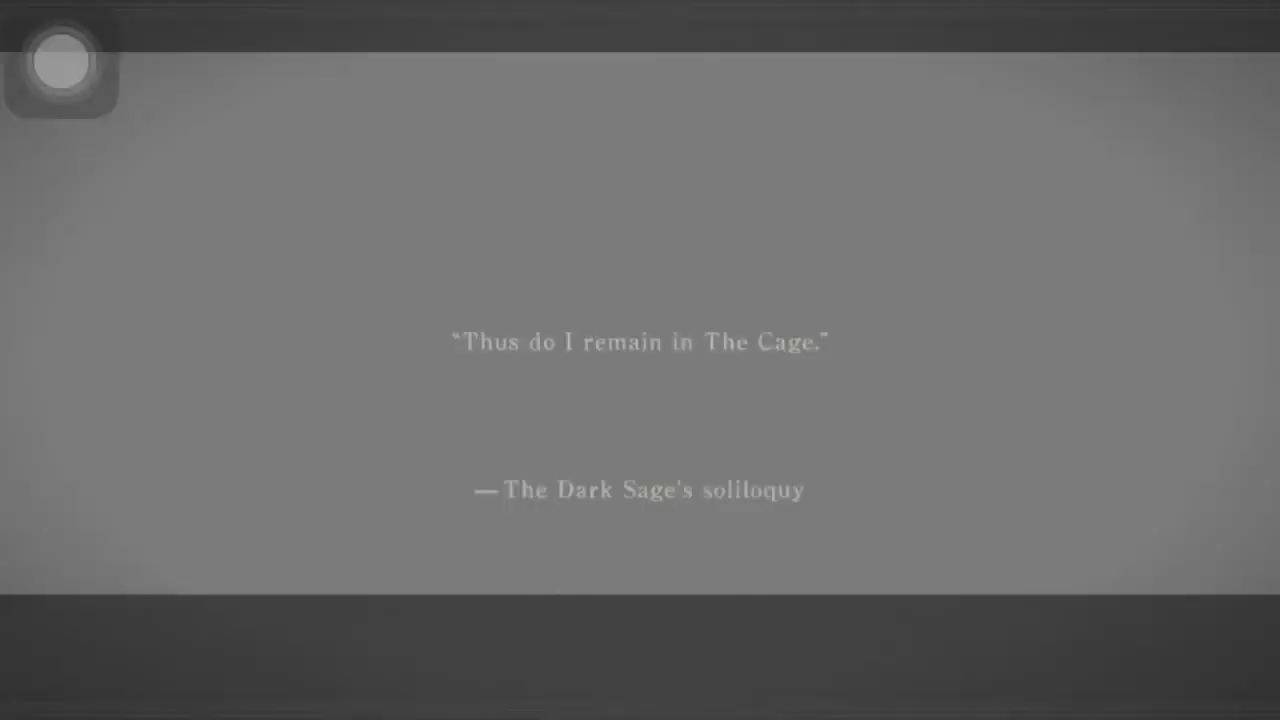 “Thus do I remain in The Cage.”
— The Dark Sage's soliloquy